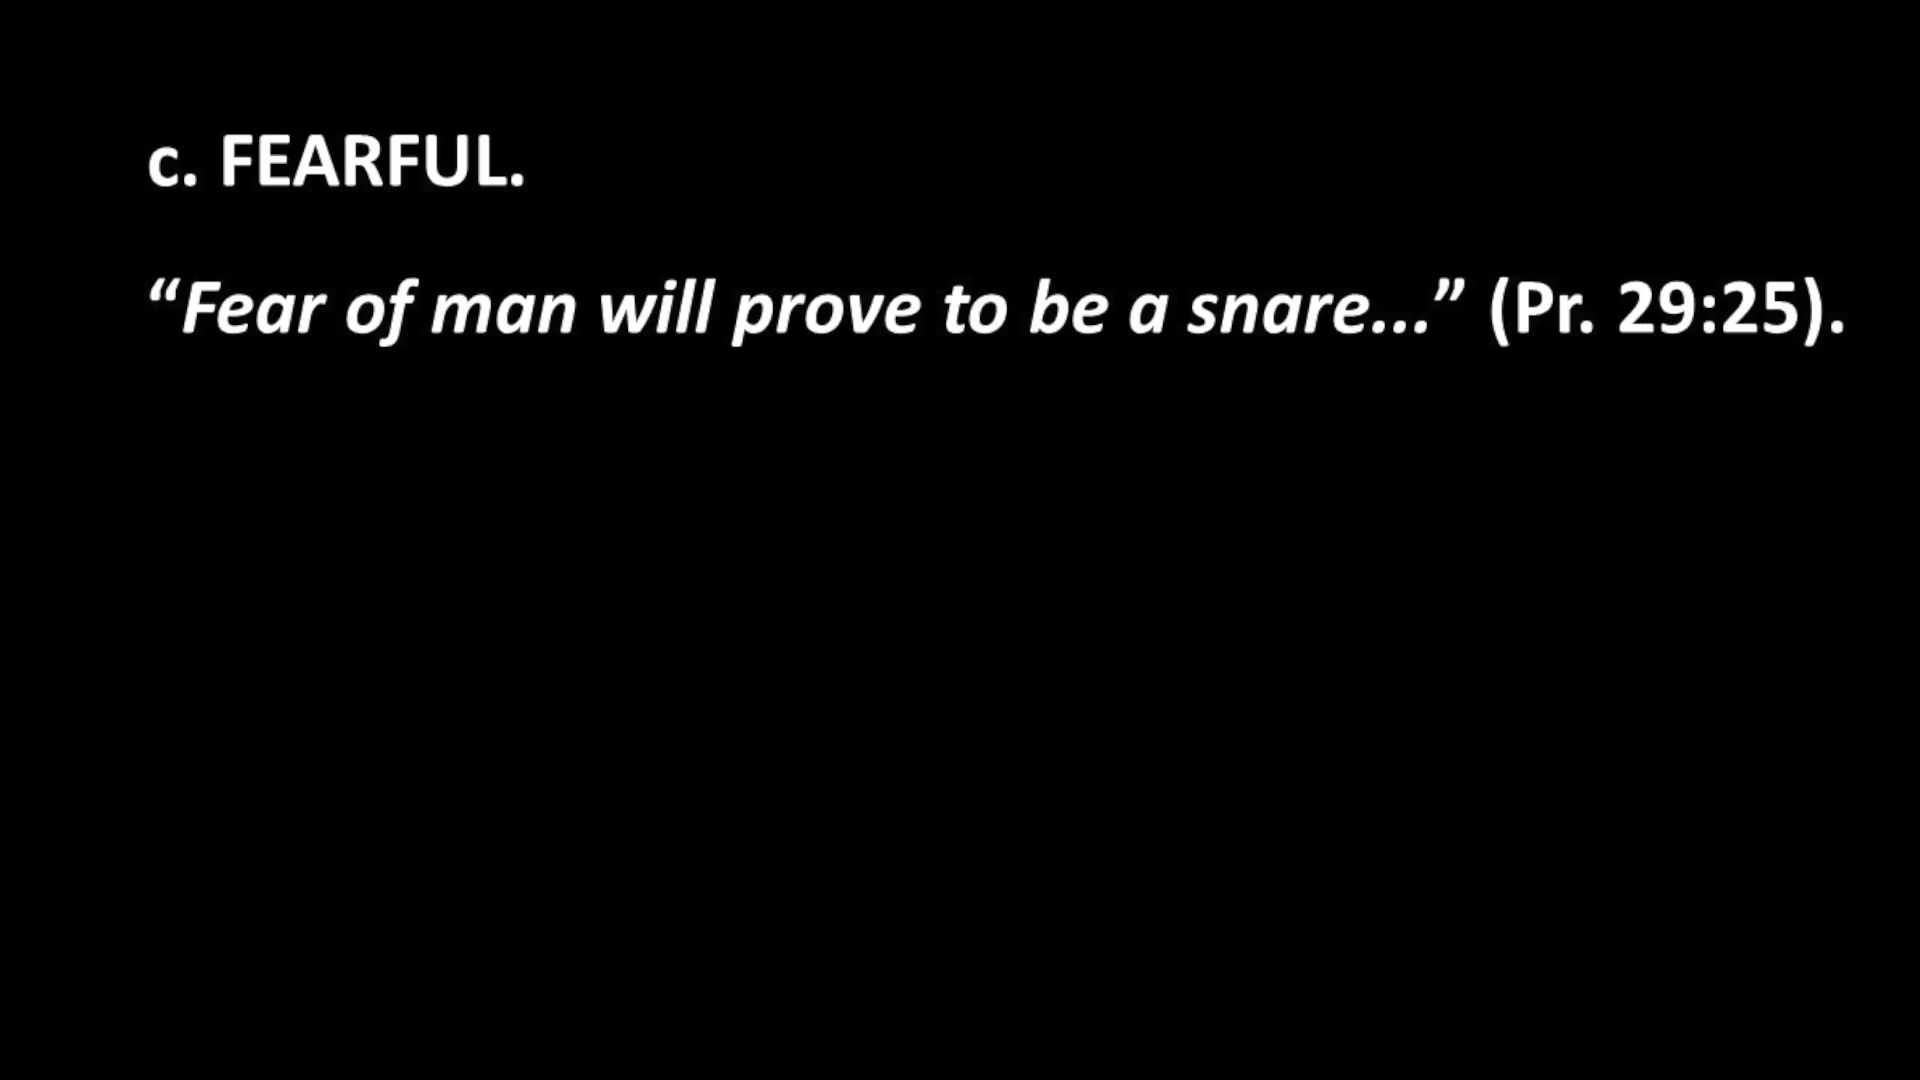 c. FEARFUL.
“Fear of man will prove to be a snare...” (Pr. 29:25).